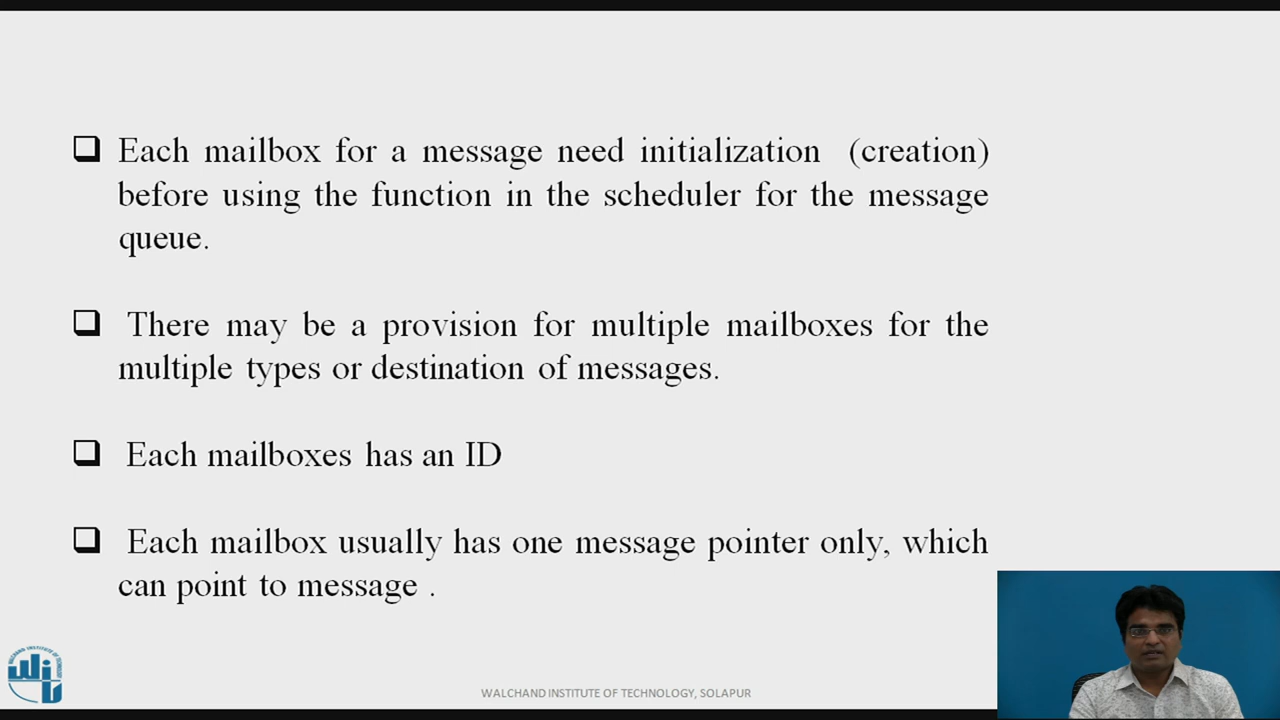 Each mailbox for a message need initialization (creation)
before using the function in the scheduler for the message
queue.
There may be a provision for multiple mailboxes for the
multiple types or destination of messages.
Each mailboxes has an ID
Each mailbox usually has one message pointer only, which
can point to message .
WALCHAND INSTITUTE OF TECHNOLOGY, SOLAPUR